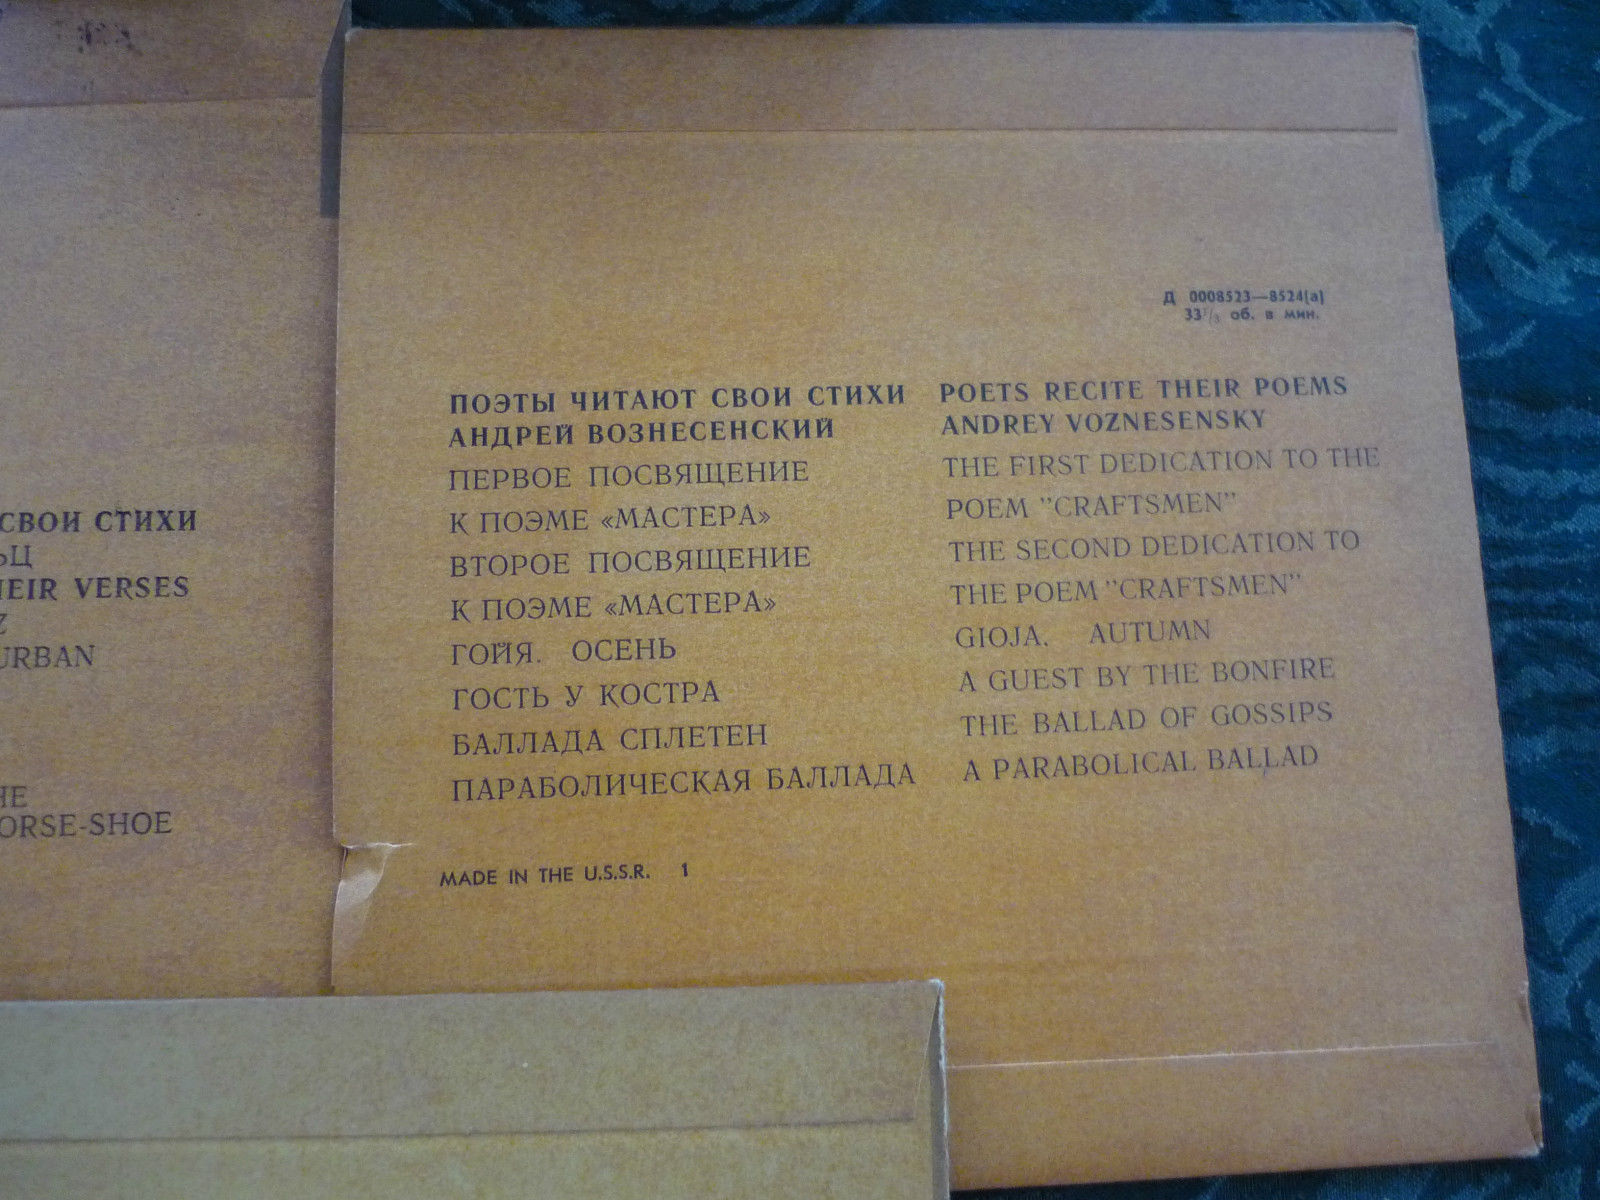 СВОИ СТИХИ
VERSES
ORSE-SHOE
Д 0008523—8524(а)
33⅓ об. в мин.
ПОЭТЫ ЧИТАЮТ СВОИ СТИХИ
АНДРЕЙ ВОЗНЕСЕНСКИЙ
ПЕРВОЕ ПОСВЯЩЕНИЕ
К ПОЭМЕ «МАСТЕРА»
ВТОРОЕ ПОСВЯЩЕНИЕ
К ПОЭМЕ «МАСТЕРА»
ГОЙЯ. ОСЕНЬ
ГОСТЬ У КОСТРА
БАЛЛАДА СПЛЕТЕН
ПАРАБОЛИЧЕСКАЯ БАЛЛАДА
POETS RECITE THEIR POEMS
ANDREY VOZNESENSKY
THE FIRST DEDICATION TO THE
POEM "CRAFTSMEN"
THE SECOND DEDICATION TO
THE POEM "CRAFTSMEN"
GIOJA. AUTUMN
A GUEST BY THE BONFIRE
THE BALLAD OF GOSSIPS
A PARABOLICAL BALLAD
MADE IN THE U.S.S.R. 1